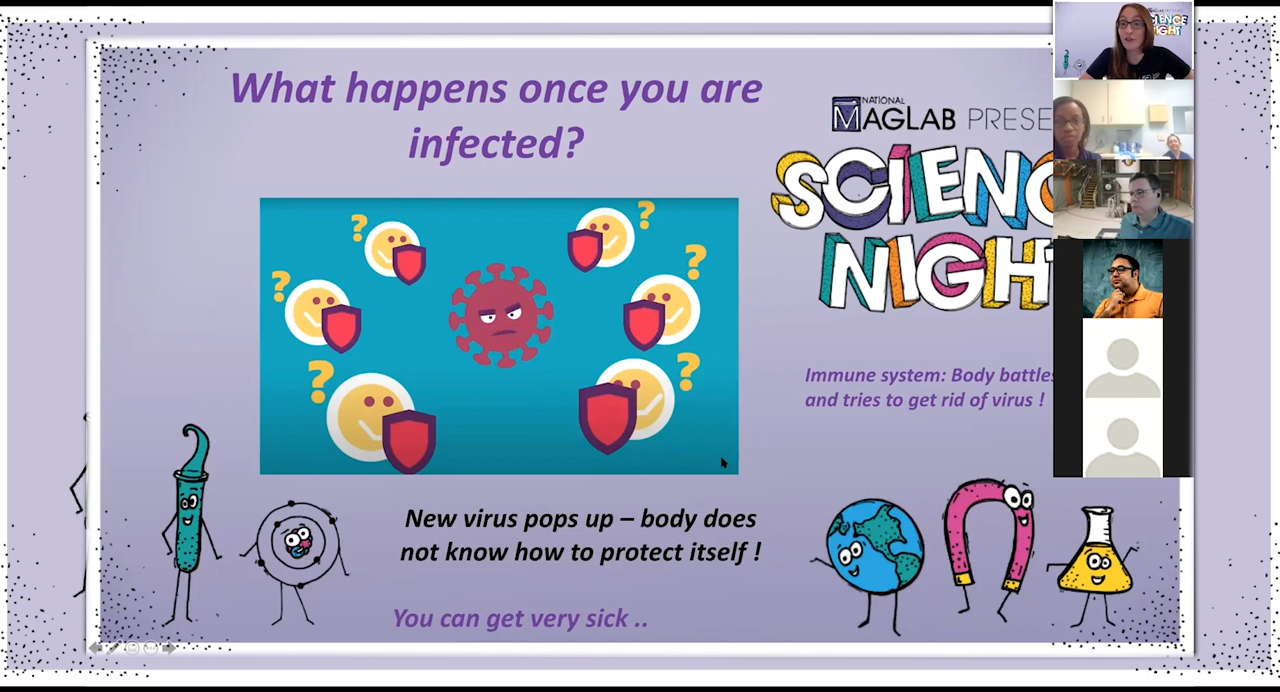 What happens once you are
infected?
NATIONAL
MAGLAB PRESE
SCIENC
NIGHT
Immune system: Body battles
and tries to get rid of virus !
? ? ? ? ? ?
New virus pops up – body does
not know how to protect itself !
You can get very sick ..
SCIENCE
NIGHT